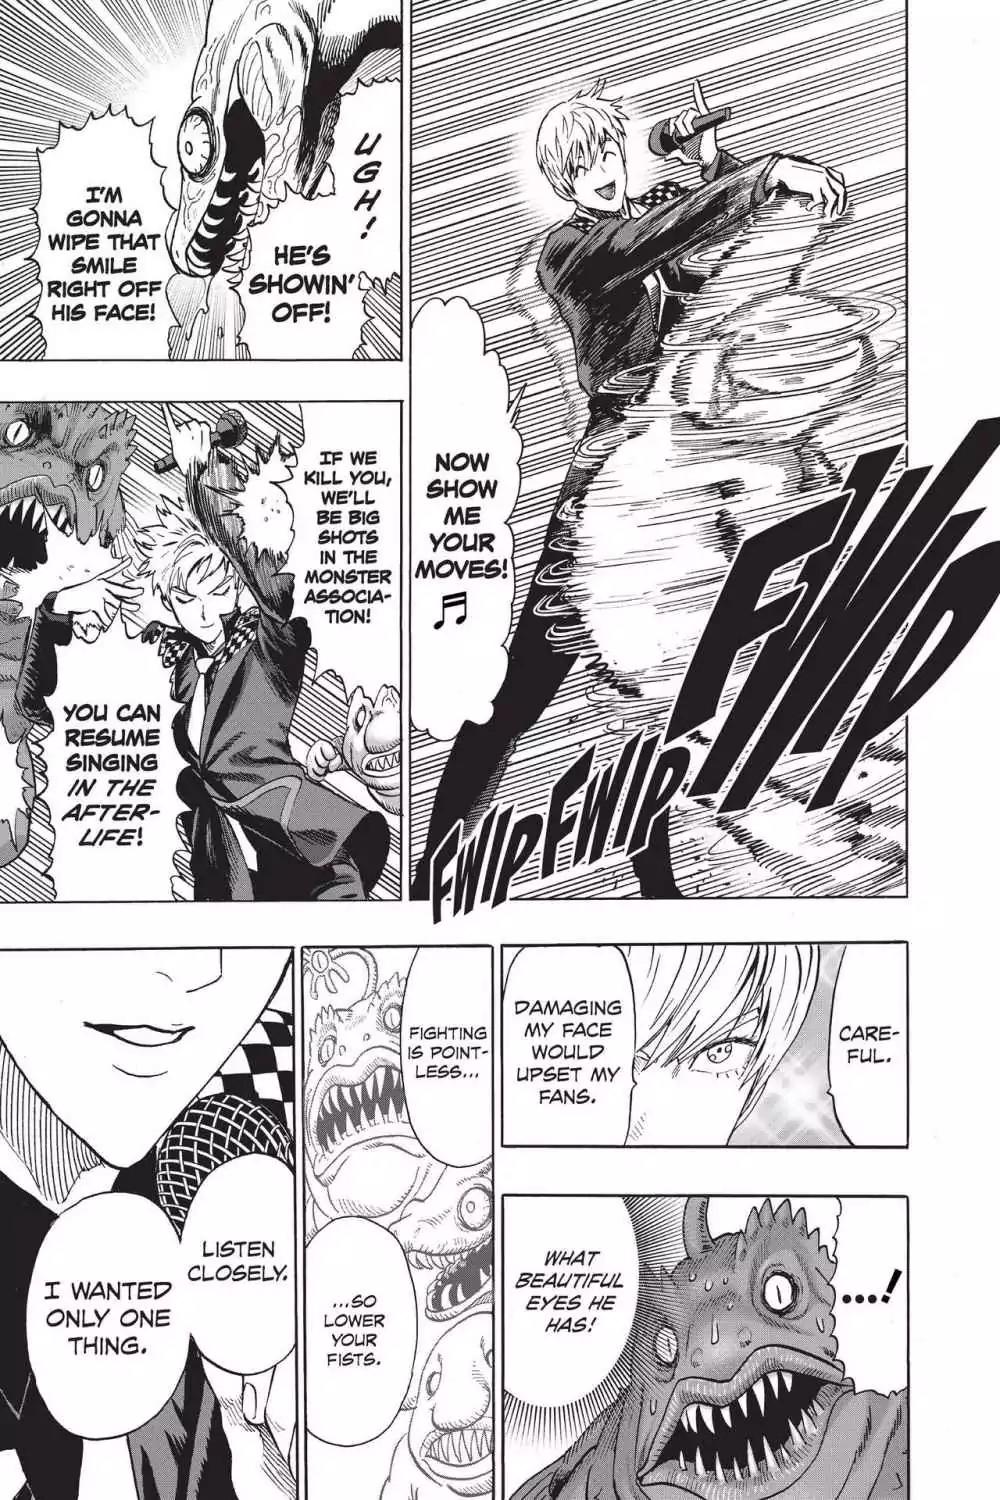 NOW
SHOW
ME
YOUR
MOVES!
FWIP FWIP FWIP
UGH!
HE'S
SHOWIN'
OFF!
I'M
GONNA
WIPE THAT
SMILE
RIGHT OFF
HIS FACE!
IF WE
KILL YOU,
WE'LL
BE BIG
SHOTS
IN THE
MONSTER
ASSOCIA-
TION!
YOU CAN
RESUME
SINGING
IN THE
AFTER-
LIFE!
CARE-
FUL.
DAMAGING
MY FACE
WOULD
UPSET MY
FANS.
....!
WHAT
BEAUTIFUL
EYES HE
HAS!
FIGHTING
IS POINT-
LESS...
...SO
LOWER
YOUR
FISTS.
LISTEN
CLOSELY.
I WANTED
ONLY ONE
THING.